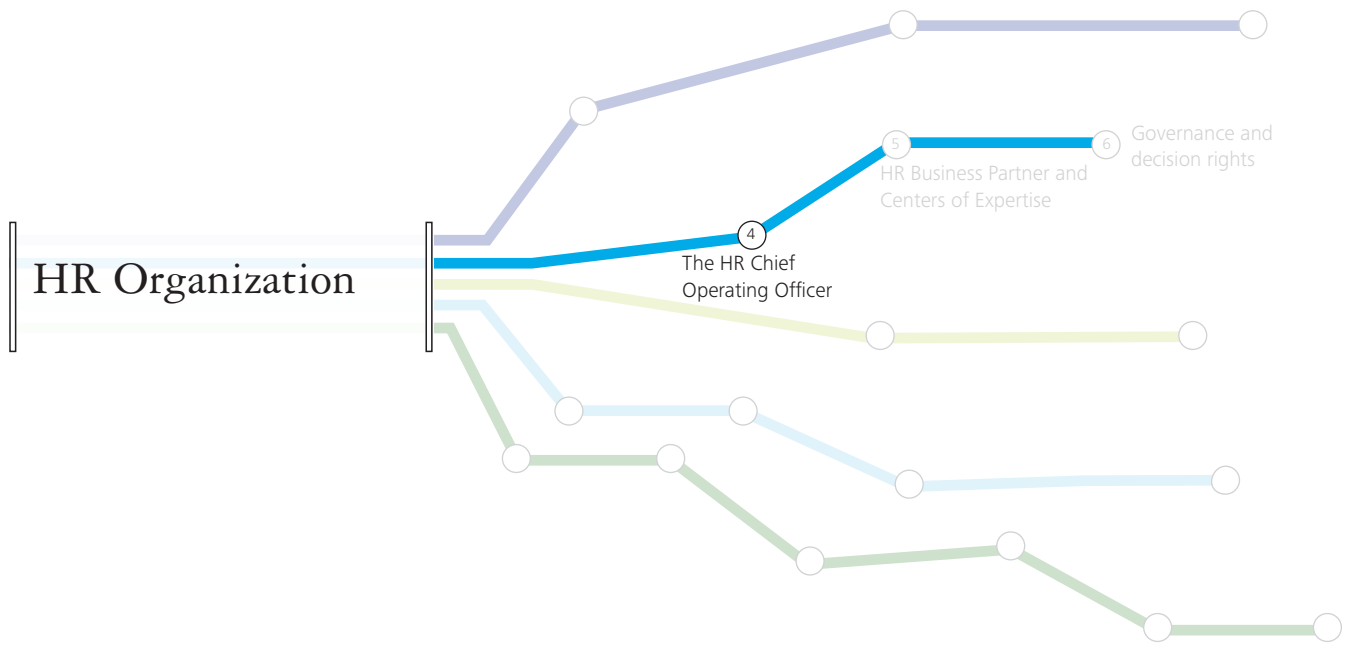 HR Organization
4
The HR Chief
Operating Officer
5
HR Business Partner and
Centers of Expertise
6
Governance and
decision rights